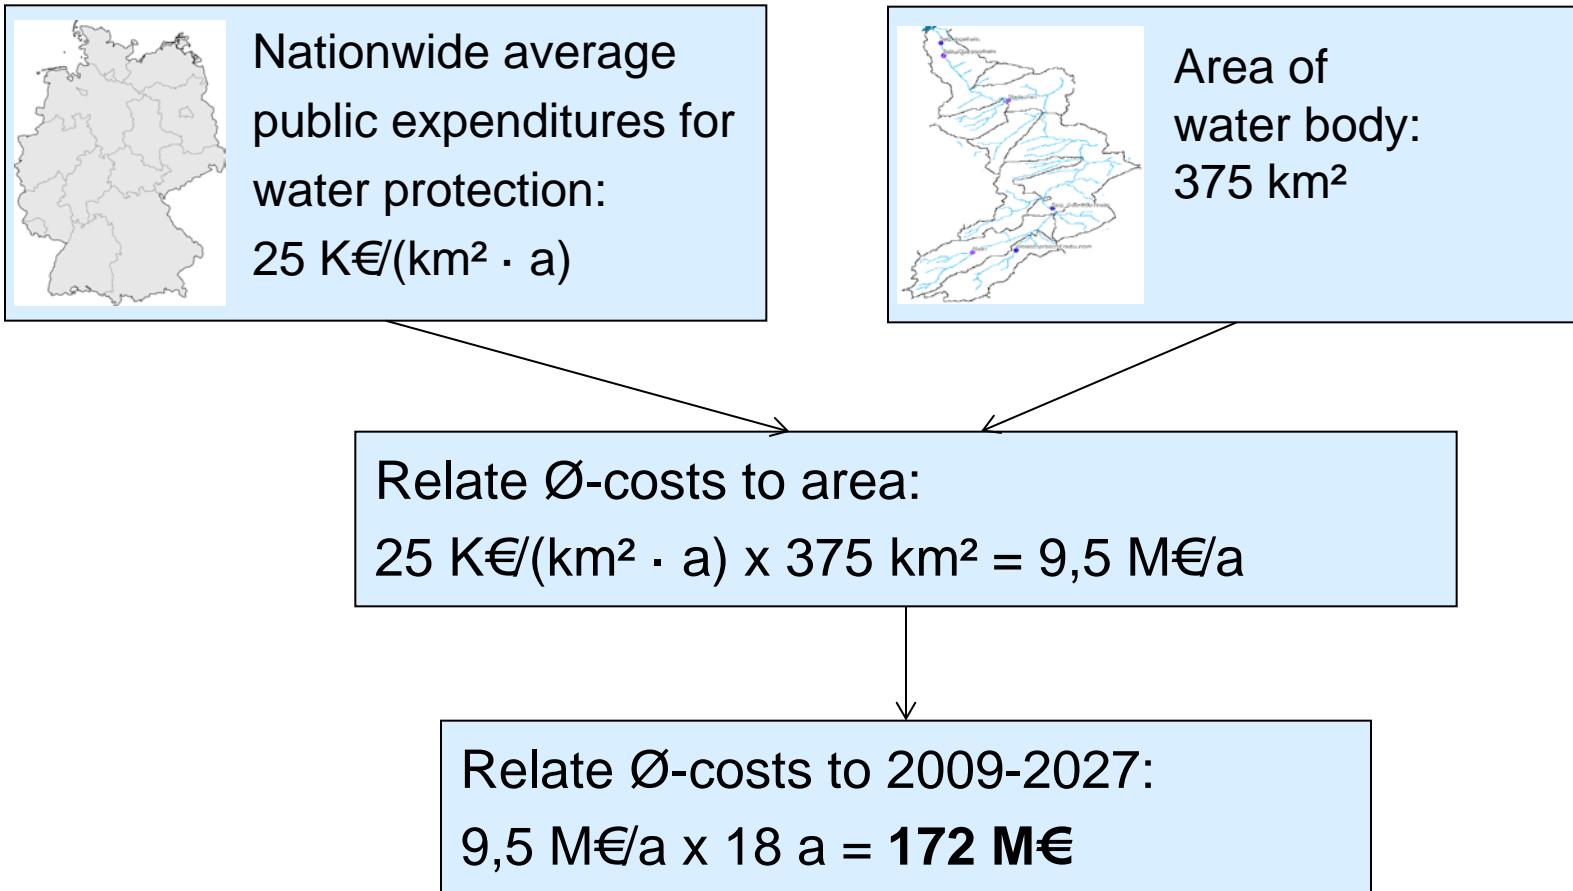 Nationwide average
public expenditures for
water protection:
25 K€/(km² · a)
Area of
water body:
375 km²
Relate Ø-costs to area:
25 K€/(km² · a) x 375 km² = 9,5 M€/a
Relate Ø-costs to 2009-2027:
9,5 M€/a x 18 a = 172 M€